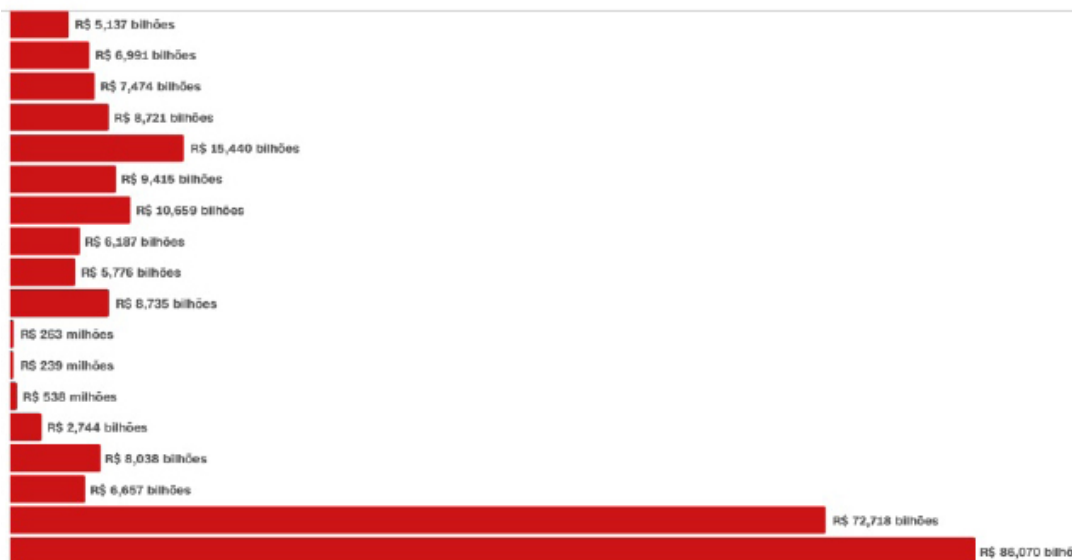 R$ 5,137 bilhões
R$ 6,991 bilhões
R$ 7,474 bilhões
R$ 8,721 bilhões
R$ 15,440 bilhões
R$ 9,415 bilhões
R$ 10,659 bilhões
R$ 6,187 bilhões
R$ 5,776 bilhões
R$ 8,735 bilhões
R$ 263 milhões
R$ 239 milhões
R$ 538 milhões
R$ 2,744 bilhões
R$ 8,038 bilhões
R$ 6,657 bilhões
R$ 72,718 bilhões
R$ 86,070 bilhõ